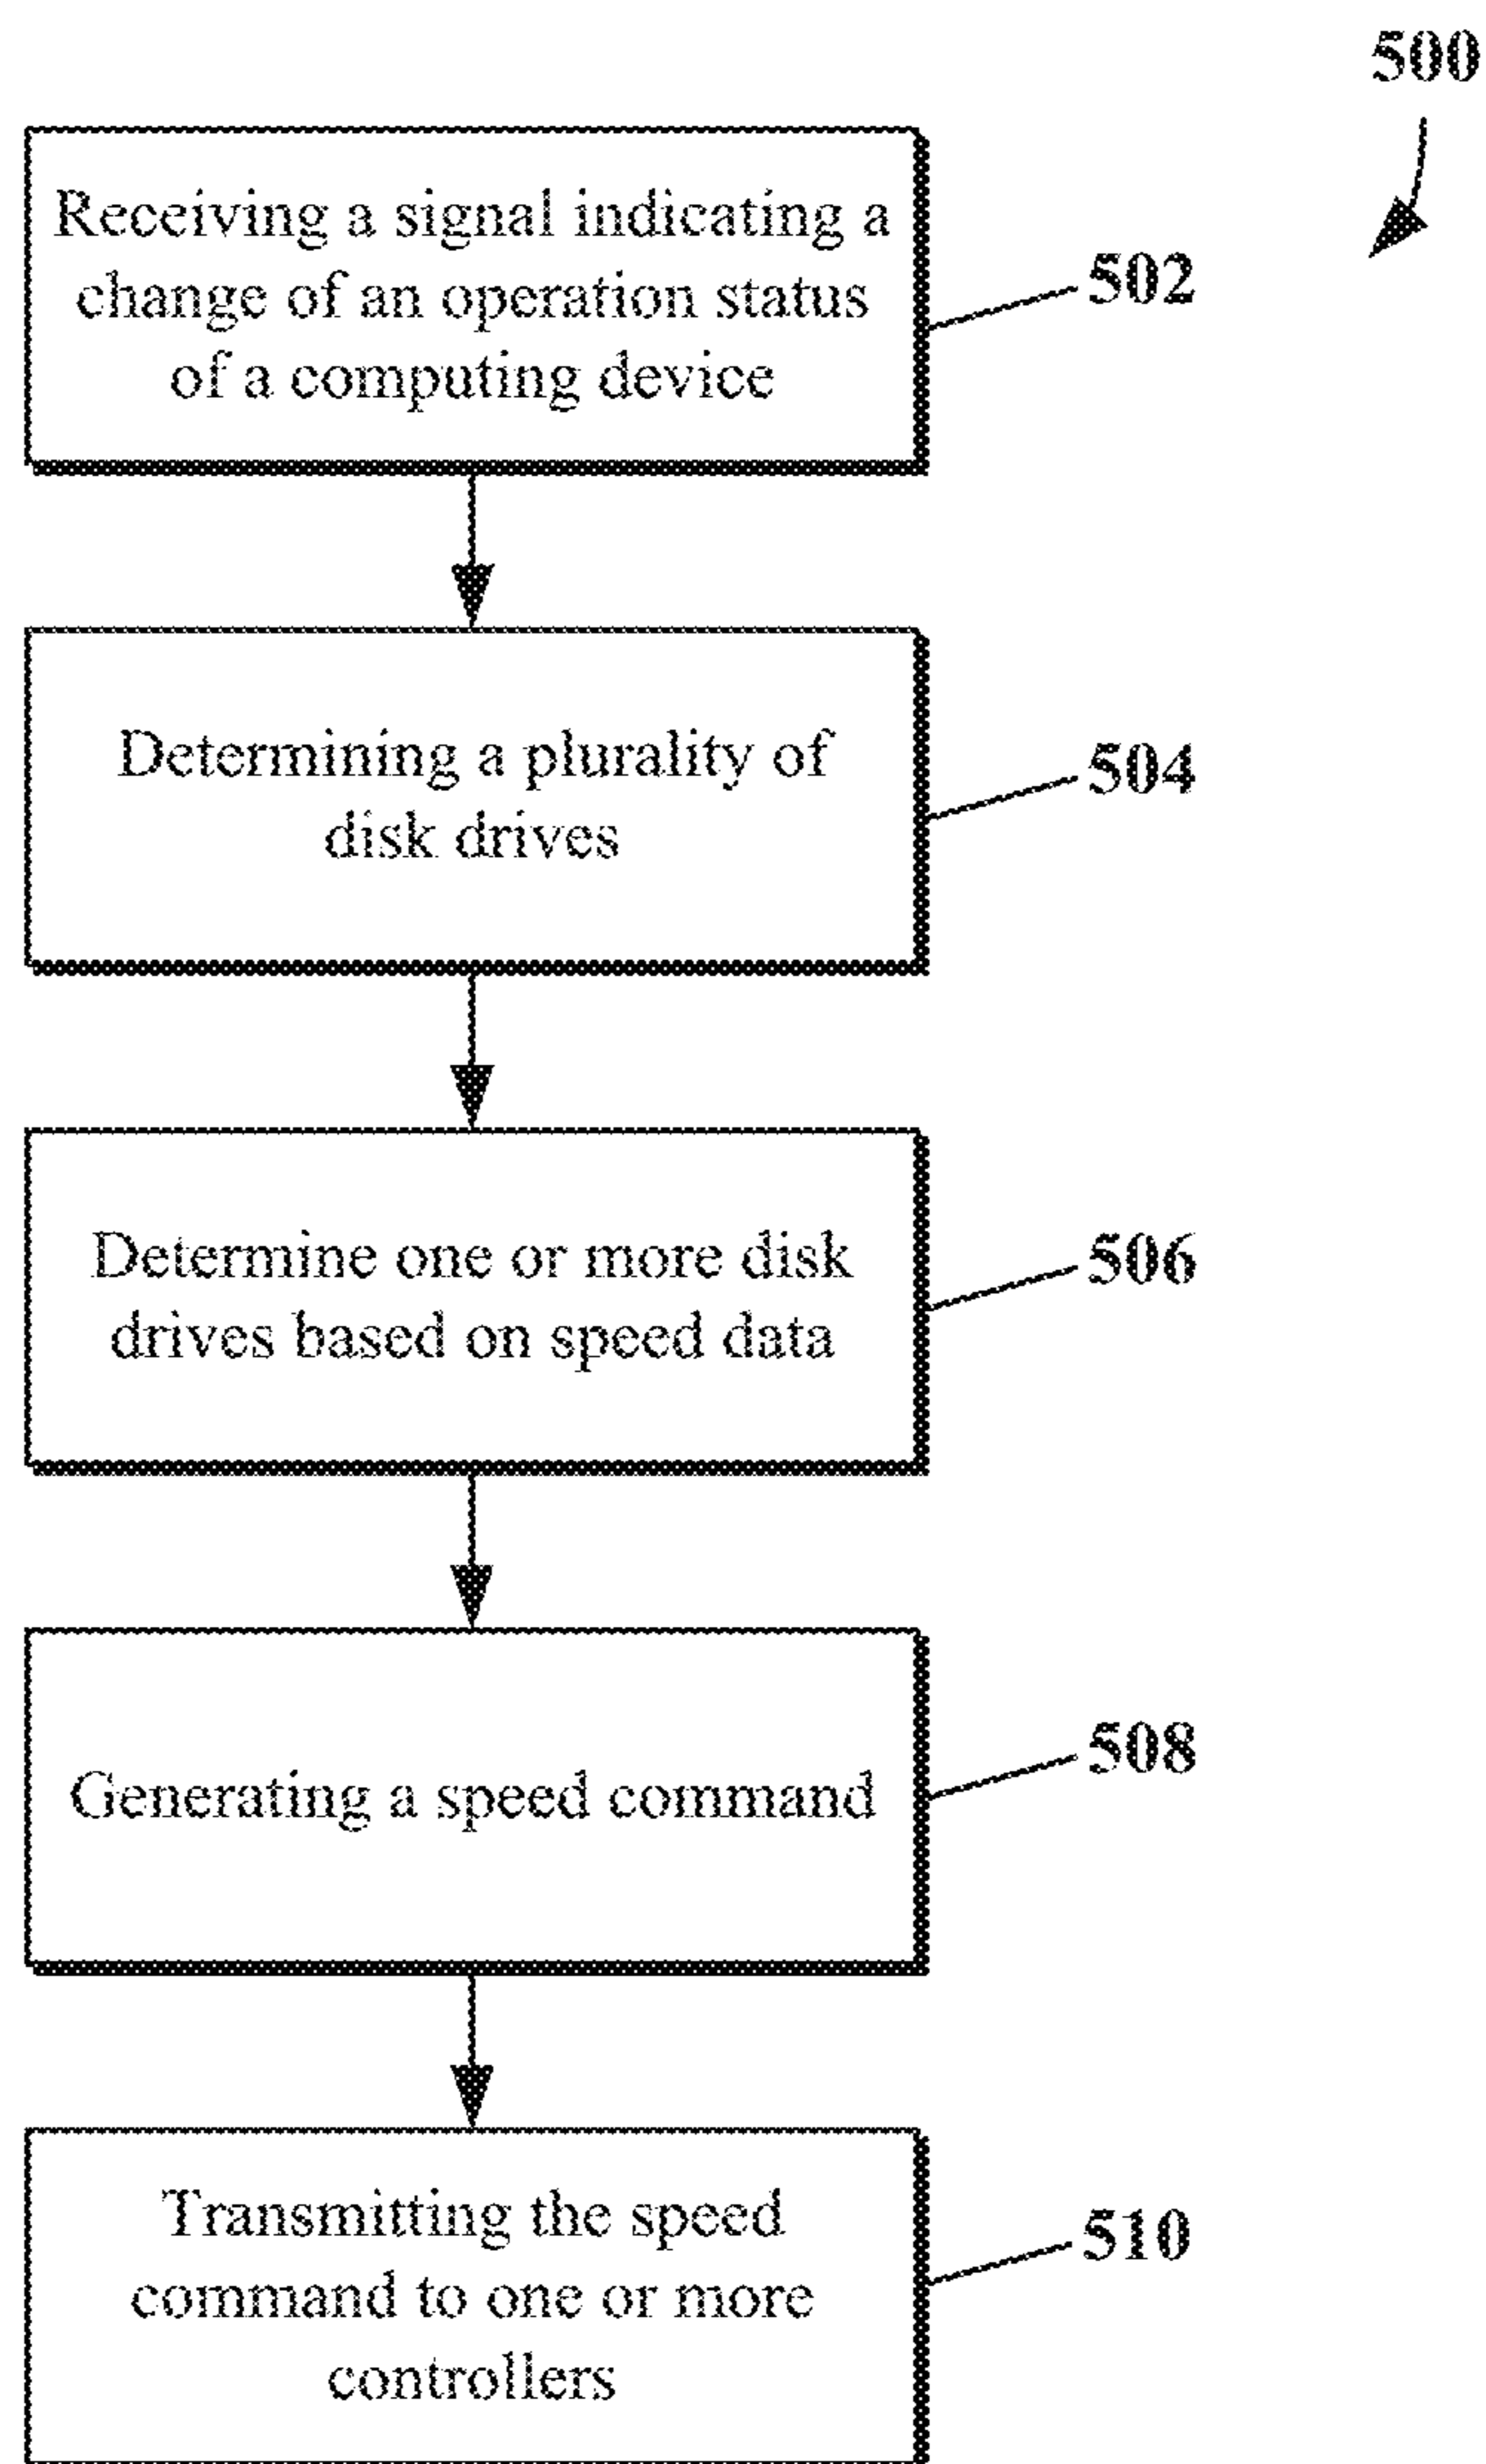 500
Receiving a signal indicating a
change of an operation status
of a computing device
502
Determining a plurality of
disk drives
504
Determine one or more disk
drives based on speed data
506
Generating a speed command
508
Transmitting the speed
command to one or more
controllers
510